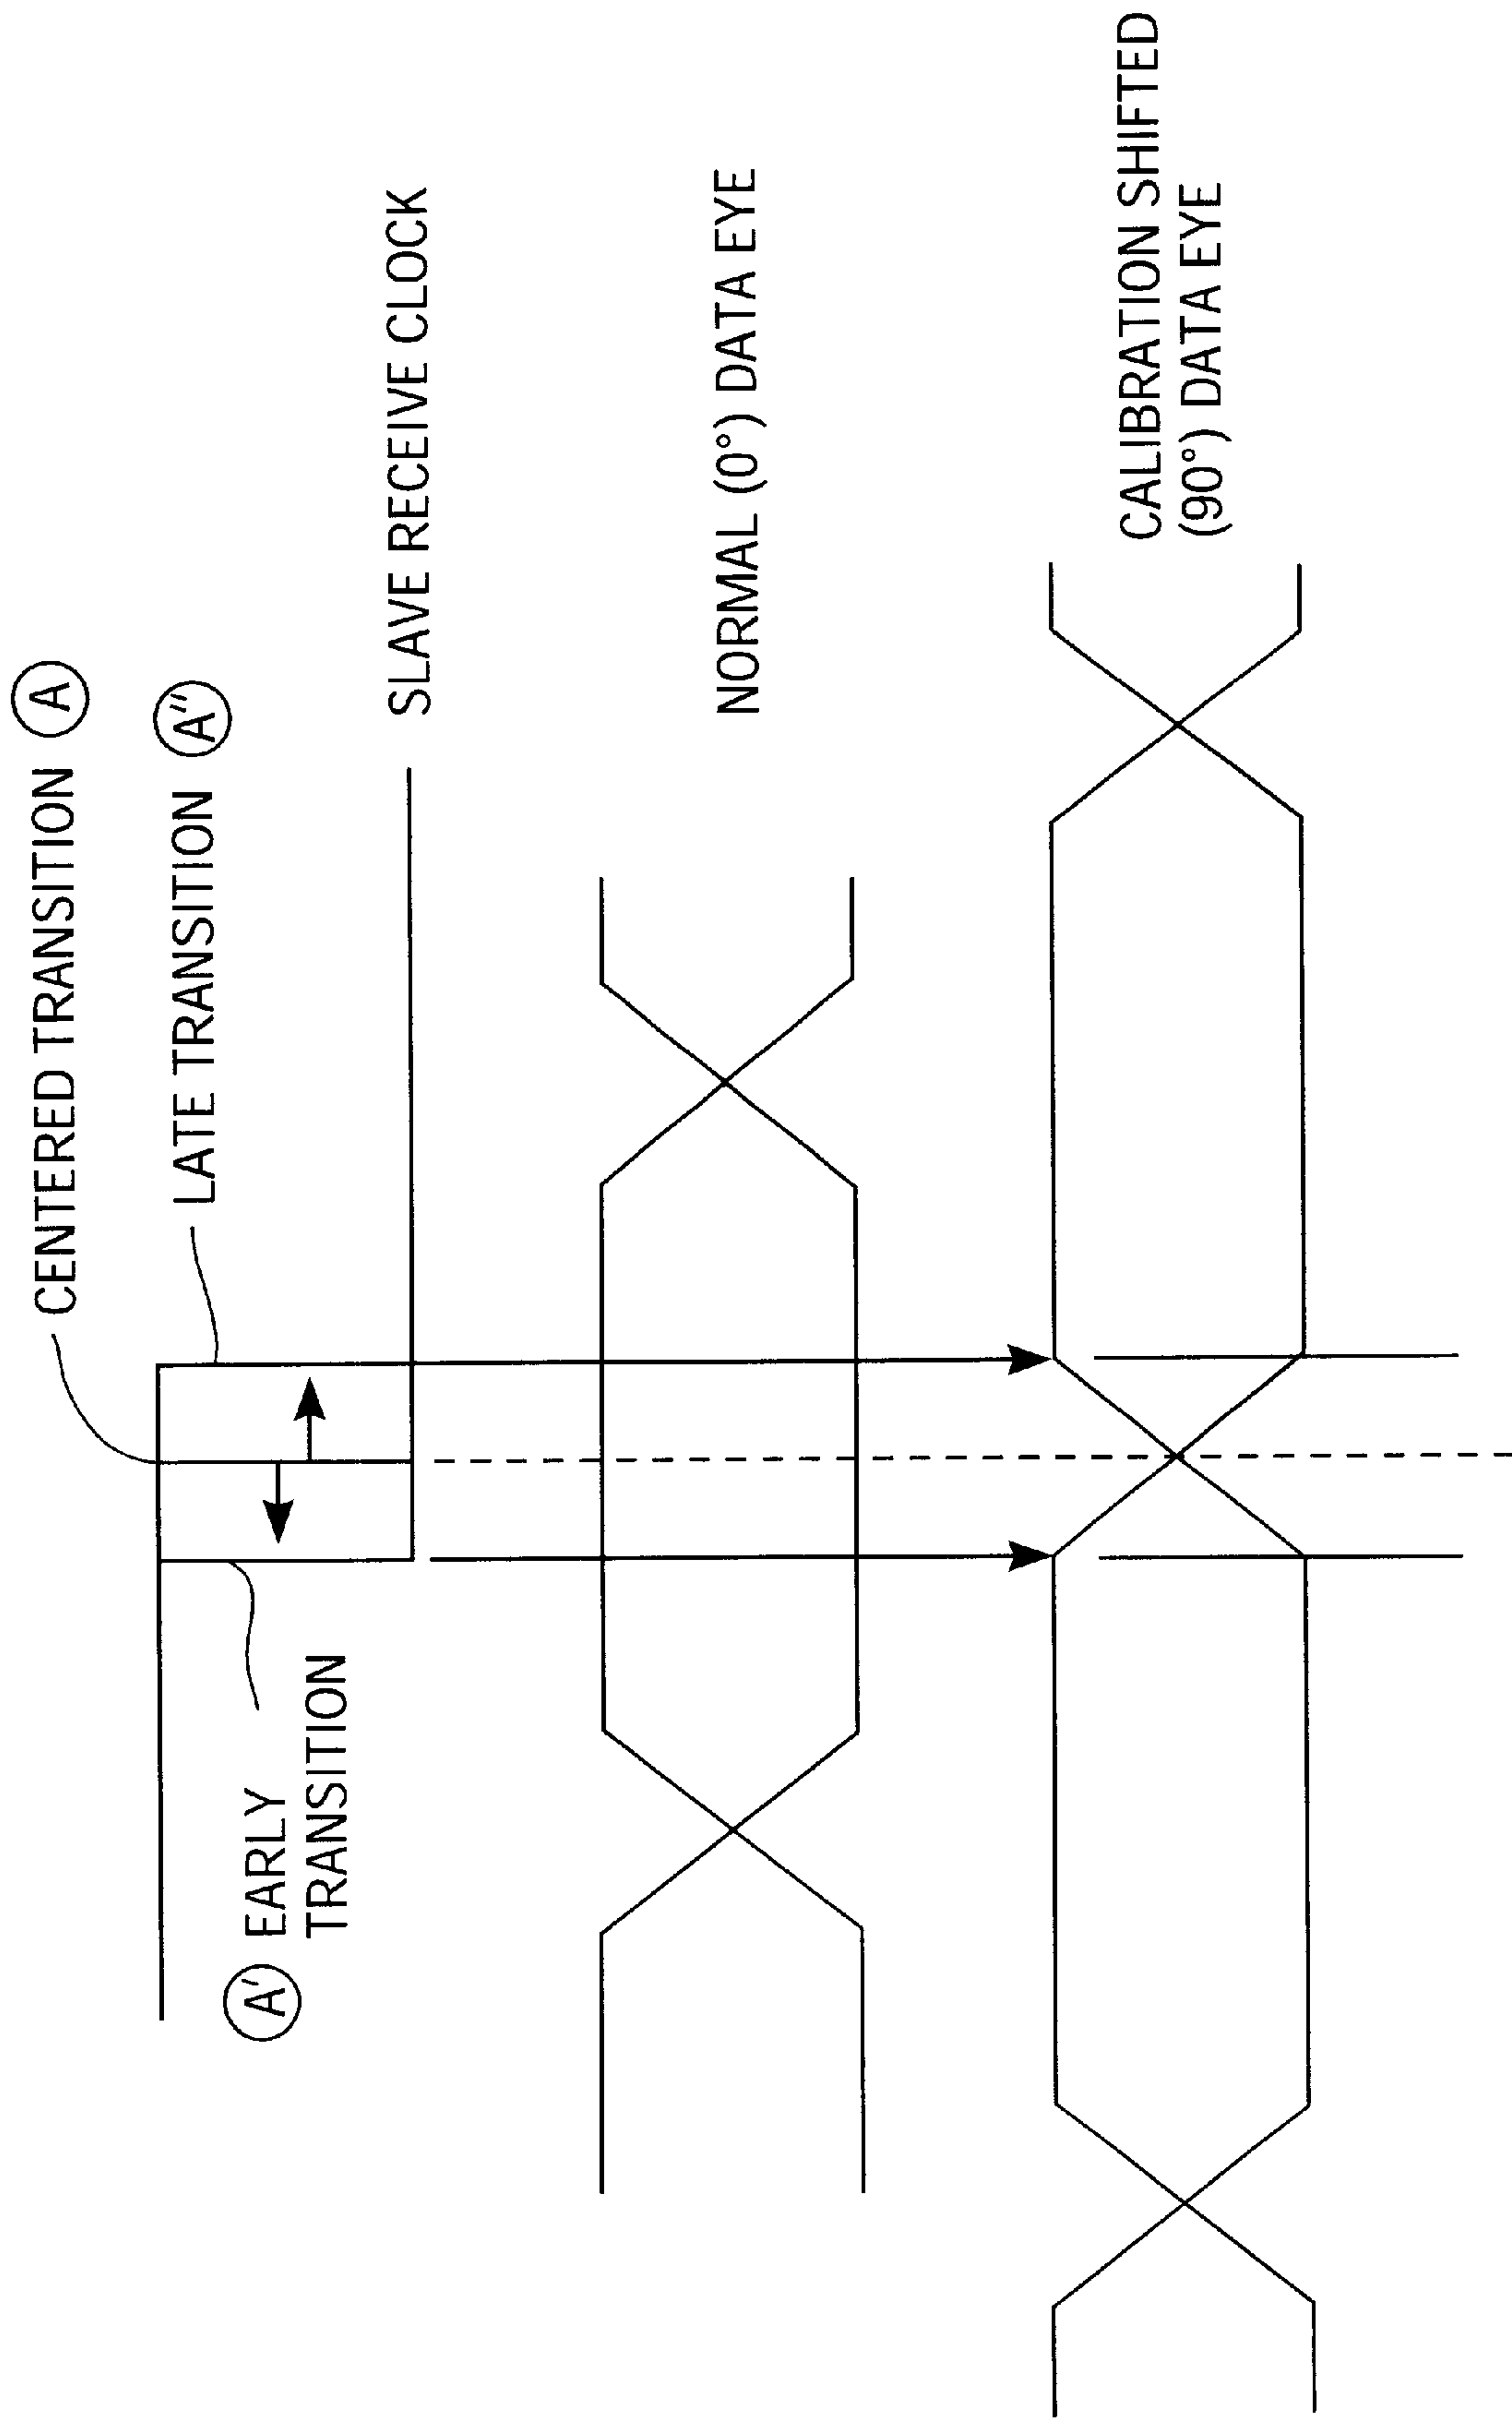 CENTERED TRANSITION A
LATE TRANSITION A''
A' EARLY
TRANSITION
SLAVE RECEIVE CLOCK
NORMAL (0°) DATA EYE
CALIBRATION SHIFTED
(90°) DATA EYE